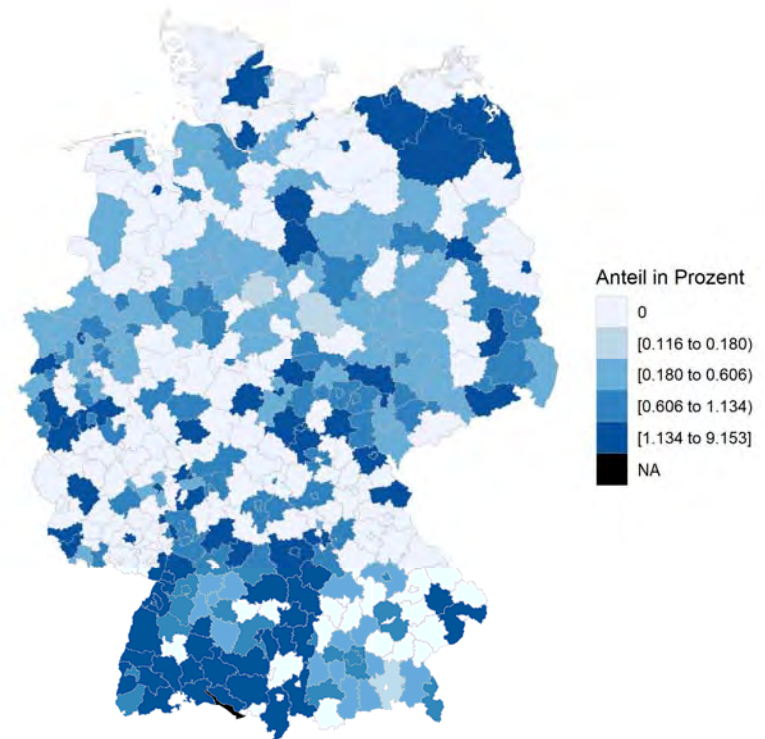 Anteil in Prozent
0
[0.116 to 0.180)
[0.180 to 0.606)
[0.606 to 1.134)
[1.134 to 9.153]
NA